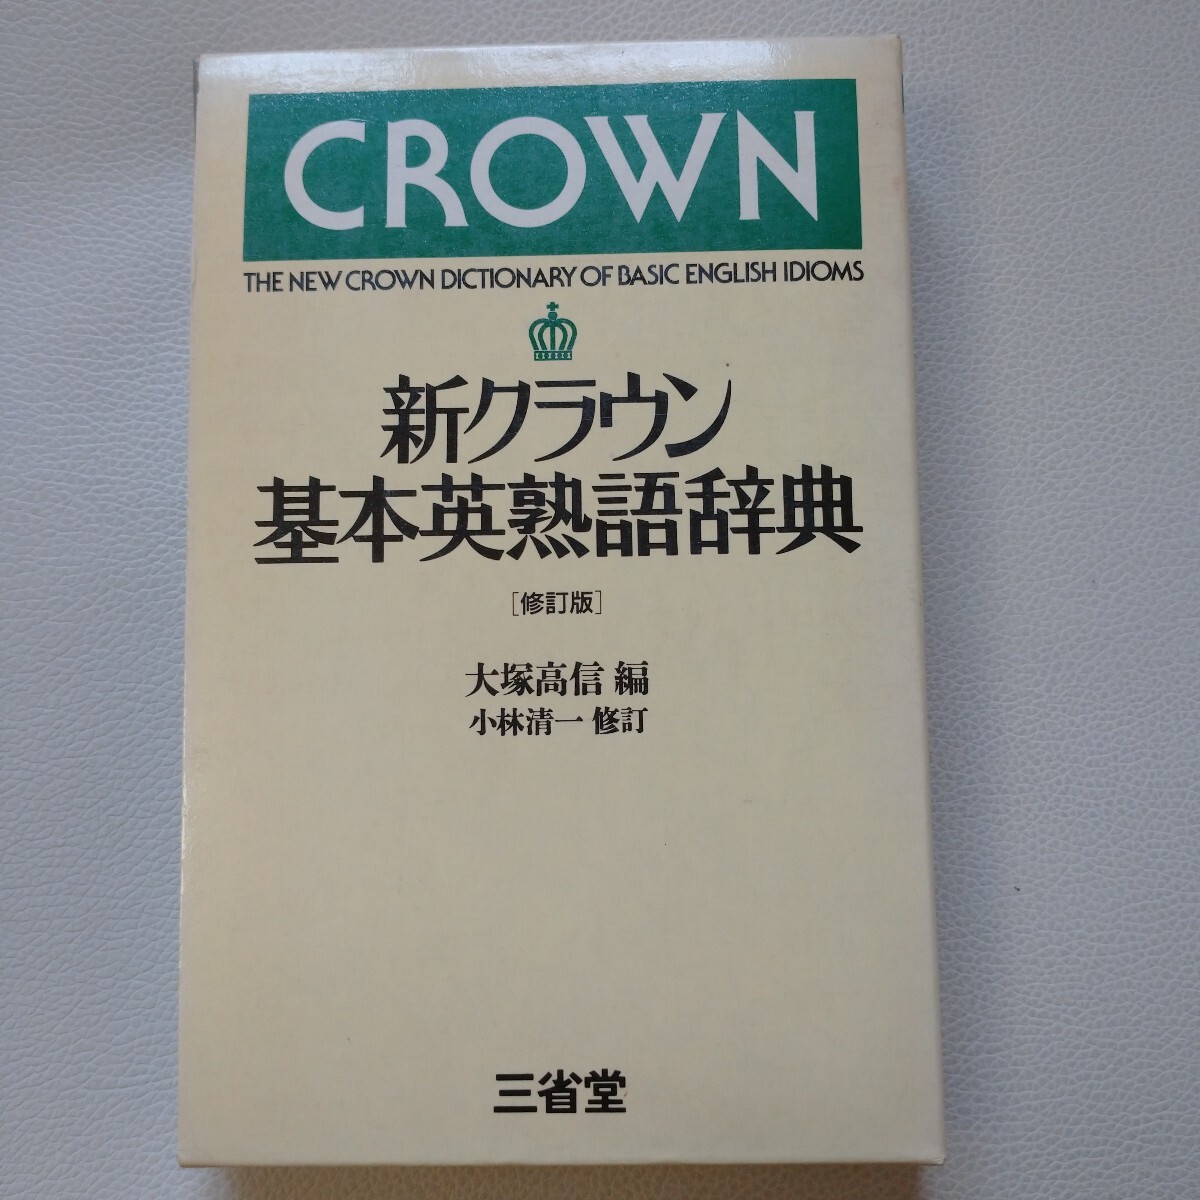 CROWN
THE NEW CROWN DICTIONARY OF BASIC ENGLISH IDIOMS
新クラウン
基本英熟語辞典
[修訂版]
大塚高信 編
小林清一 修訂
三省堂